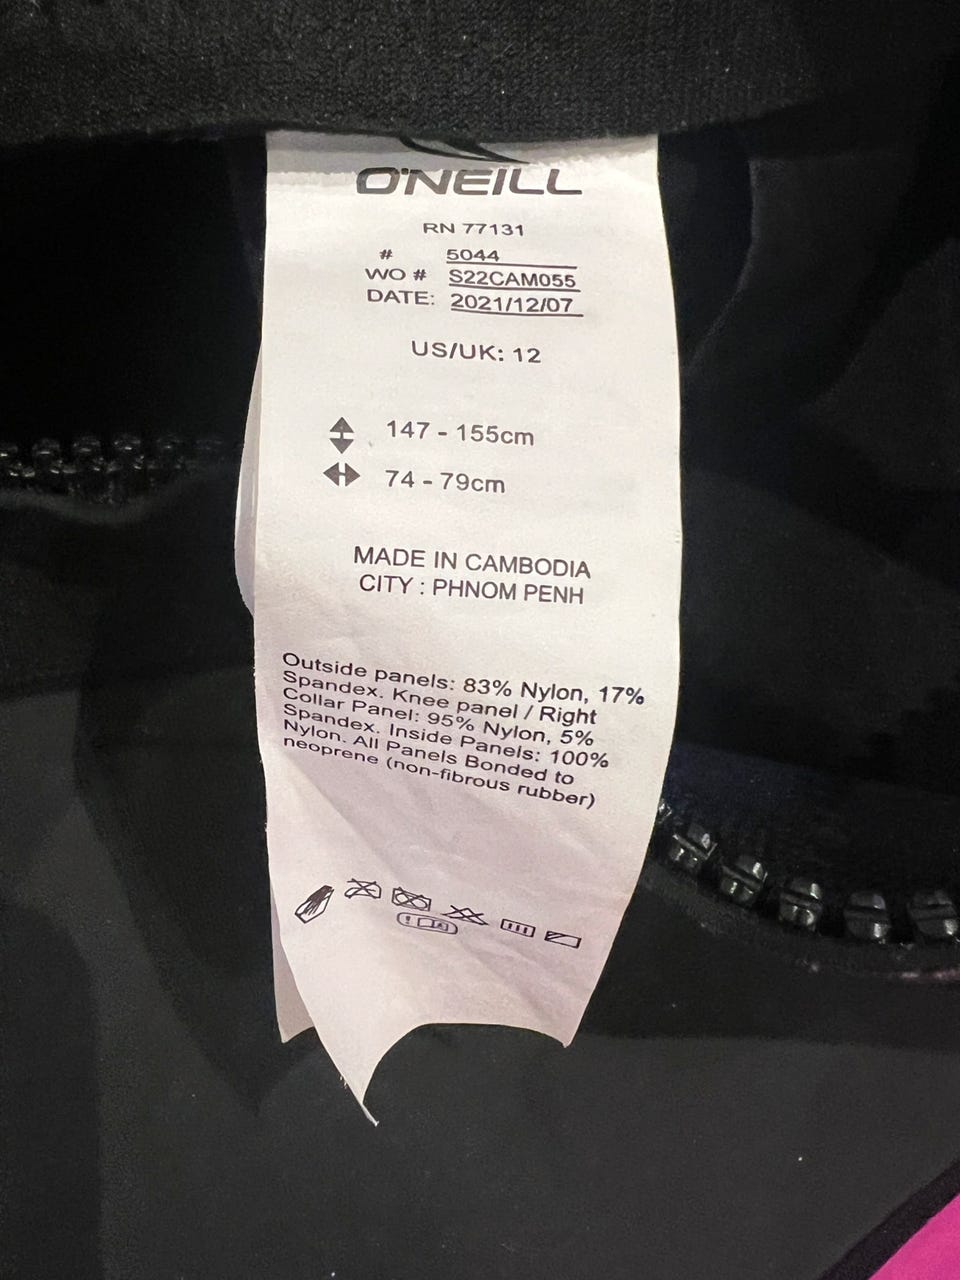 O'NEILL
RN 77131
# 5044
WO # S22CAM055
DATE: 2021/12/07
US/UK: 12
147 - 155cm
74 - 79cm
MADE IN CAMBODIA
CITY : PHNOM PENH
Outside panels: 83% Nylon, 17%
Spandex. Knee panel / Right
Collar Panel: 95% Nylon, 5%
Spandex. Inside Panels: 100%
Nylon. All Panels Bonded to
neoprene (non-fibrous rubber)